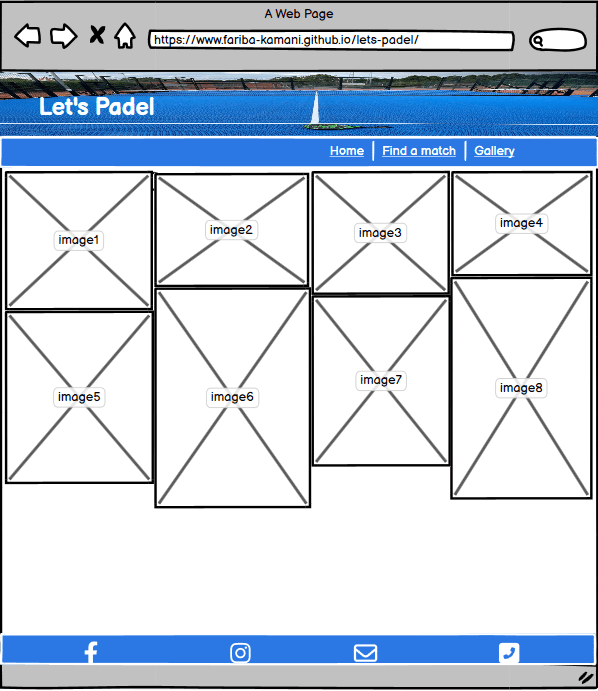 A Web Page
https://www.fariba-kamani.github.io/lets-padel/
Let's Padel
Home Find a match Gallery
image1 image2 image3 image4
image5 image6 image7 image8